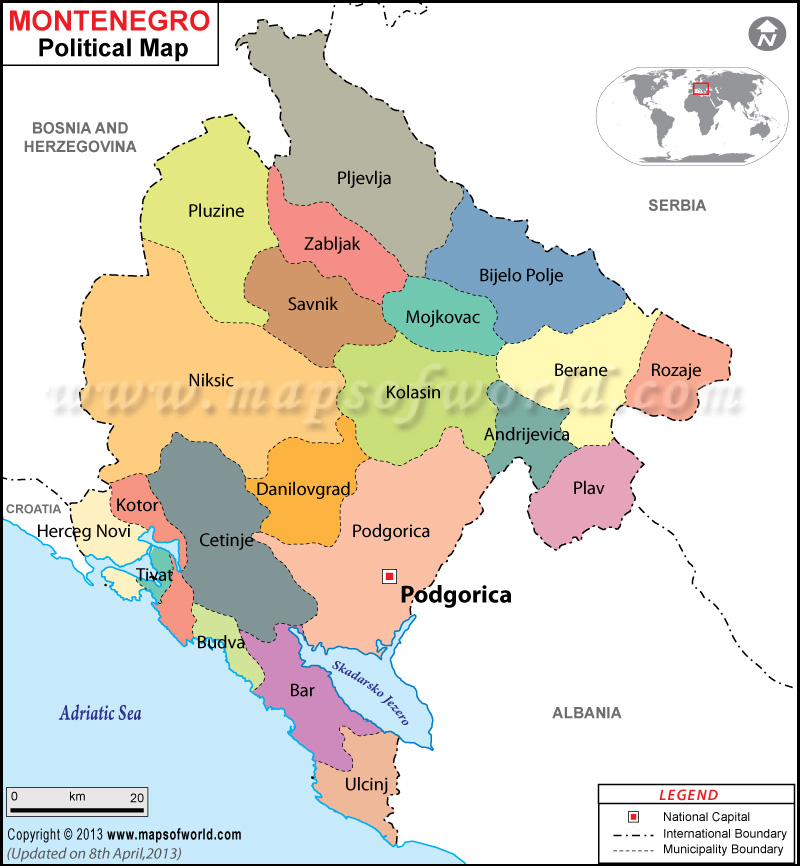 MONTENEGRO
Political Map
N
BOSNIA AND
HERZEGOVINA
SERBIA
Pljevlja
Pluzine
Zabljak
Bijelo Polje
Savnik
Mojkovac
Niksic
Kolasin
Berane
Rozaje
www.mapsofworld.com
Andrijevica
Danilovgrad
Plav
Kotor
CROATIA
Herceg Novi
Cetinje
Podgorica
Tivat
Podgorica
Budva
Skadarsko Jezero
Bar
Adriatic Sea
ALBANIA
Ulcinj
0 km 20
LEGEND
National Capital
International Boundary
Municipality Boundary
Copyright © 2013 www.mapsofworld.com
(Updated on 8th April,2013)